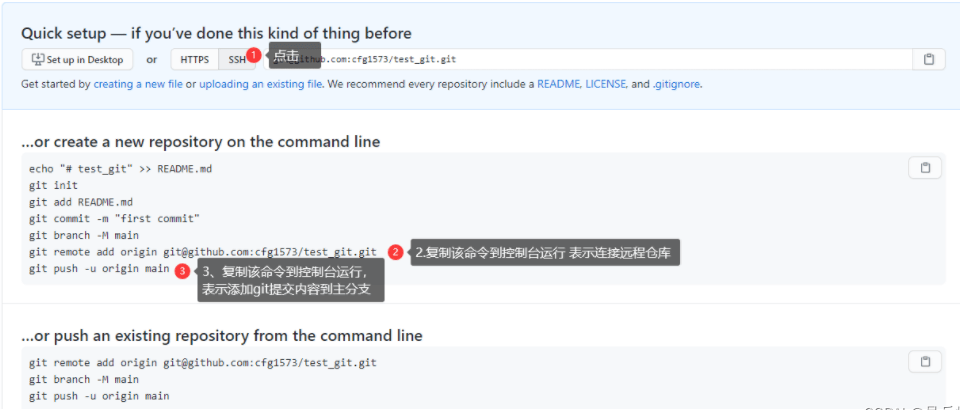 Quick setup — if you’ve done this kind of thing before
Set up in Desktop or HTTPS SSH 1 点击 github.com:cfg1573/test_git.git
Get started by creating a new file or uploading an existing file. We recommend every repository include a README, LICENSE, and .gitignore.
…or create a new repository on the command line
echo "# test_git" >> README.md
git init
git add README.md
git commit -m "first commit"
git branch -M main
git remote add origin git@github.com:cfg1573/test_git.git 2 2.复制该命令到控制台运行 表示连接远程仓库
git push -u origin main 3 3、复制该命令到控制台运行，
表示添加git提交内容到主分支
…or push an existing repository from the command line
git remote add origin git@github.com:cfg1573/test_git.git
git branch -M main
git push -u origin main